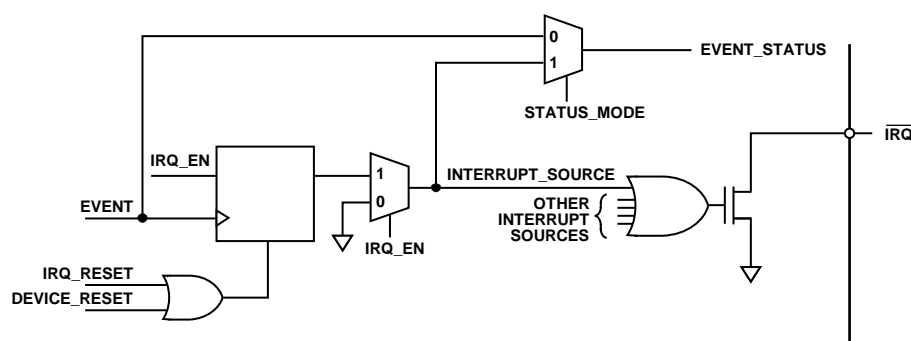 0
1
EVENT_STATUS
STATUS_MODE
IRQ
IRQ_EN
1
0
INTERRUPT_SOURCE
OTHER
INTERRUPT
SOURCES
EVENT
IRQ_EN
IRQ_RESET
DEVICE_RESET